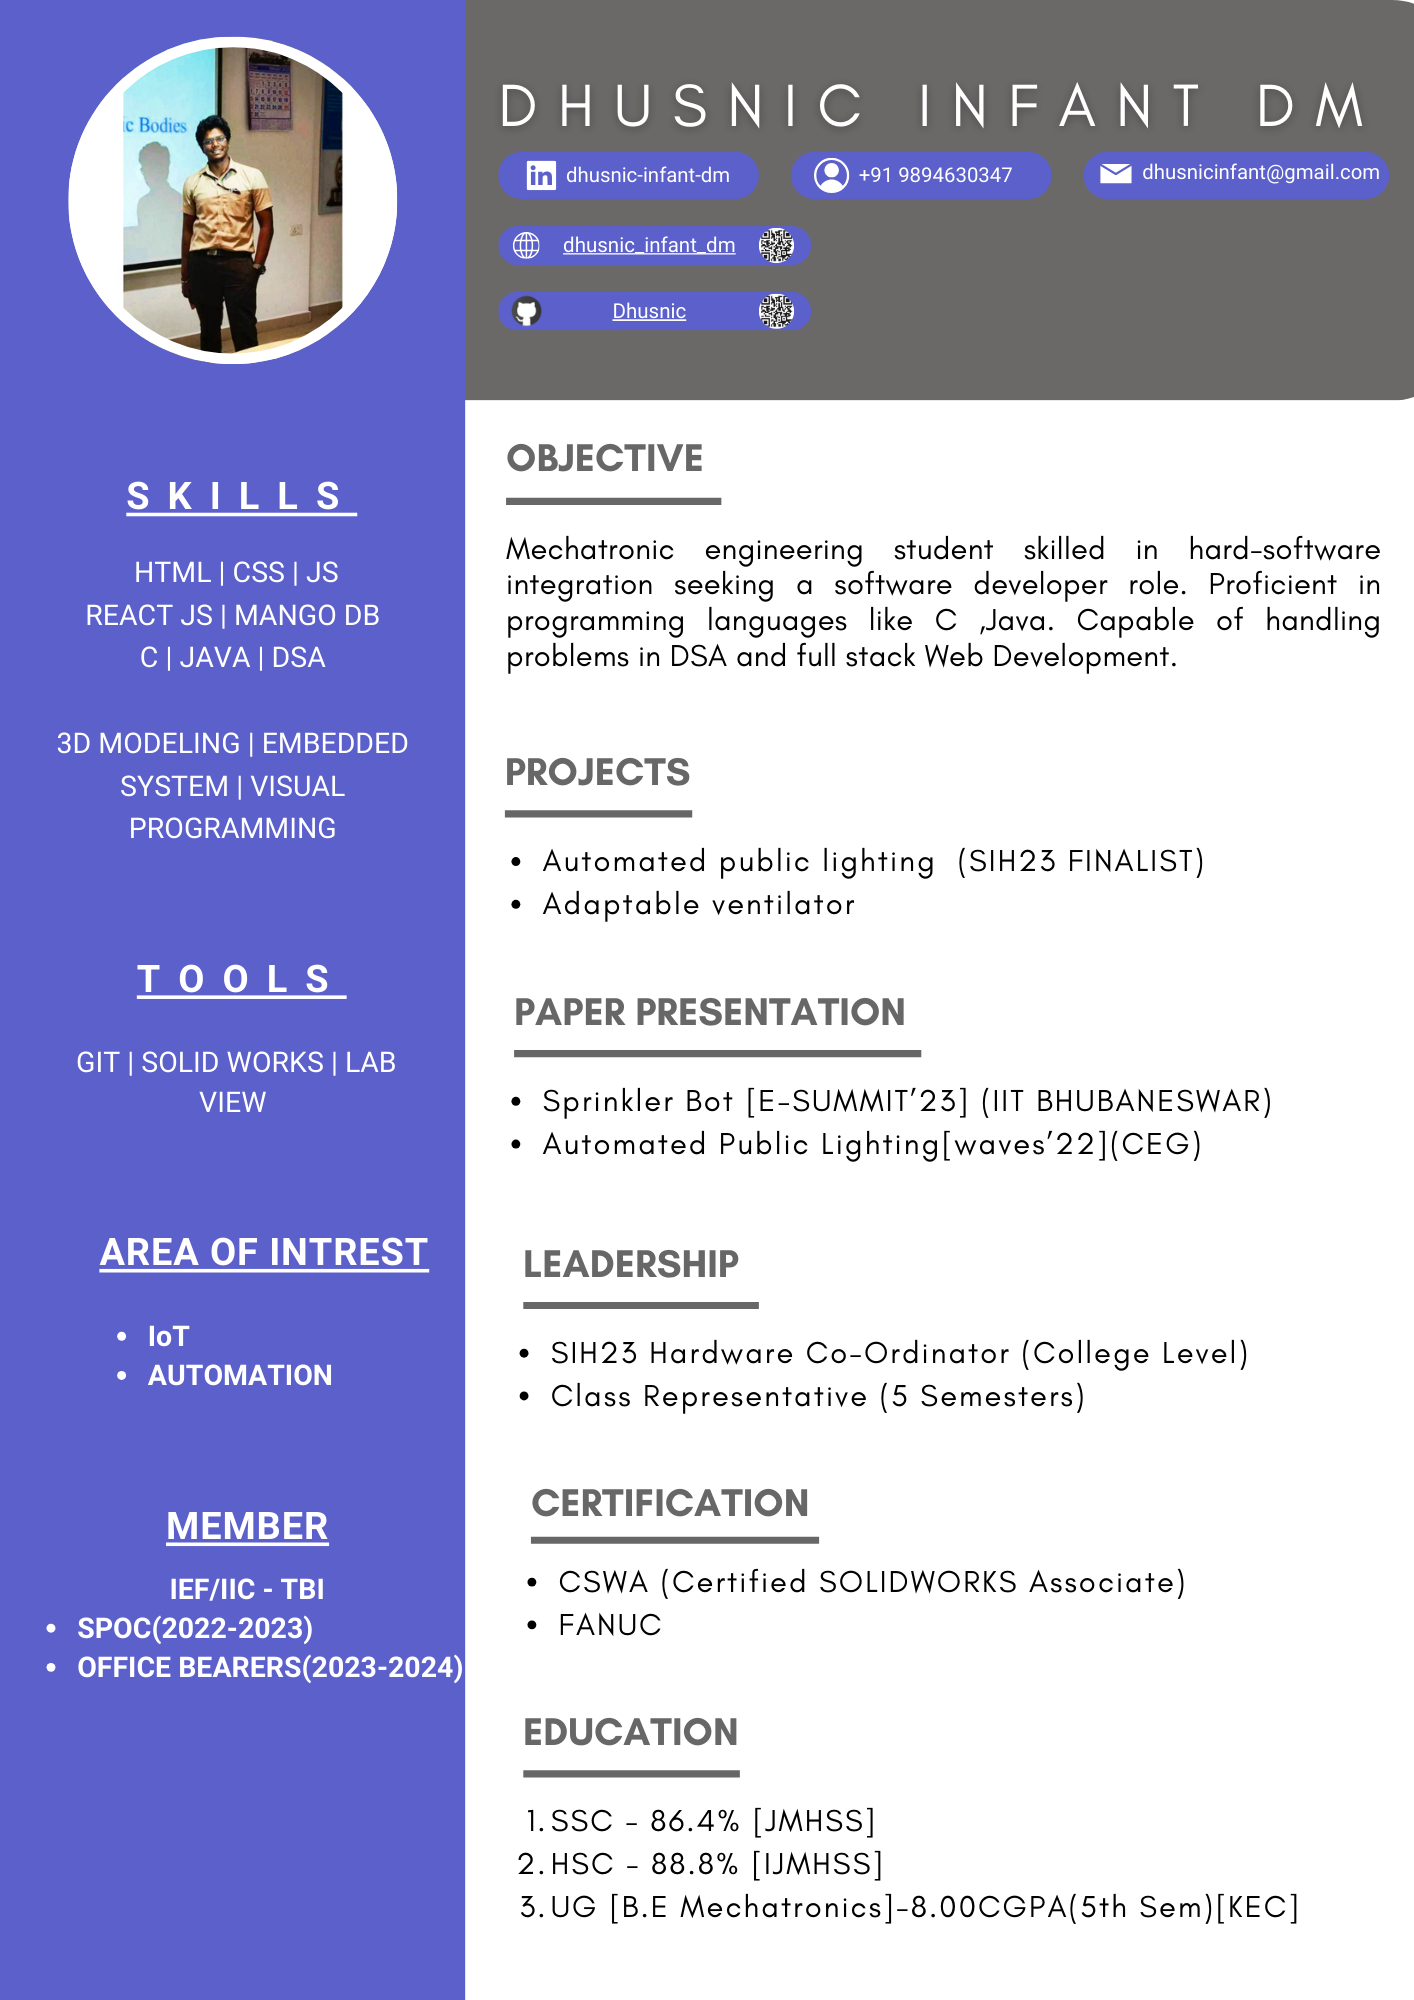 ic Bodies
DHUSNIC INFANT DM
dhusnic-infant-dm
+91 9894630347
dhusnicinfant@gmail.com
dhusnic_infant_dm
Dhusnic
SKILLS
HTML | CSS | JS
REACT JS | MANGO DB
C | JAVA | DSA
3D MODELING | EMBEDDED
SYSTEM | VISUAL
PROGRAMMING
TOOLS
GIT | SOLID WORKS | LAB
VIEW
AREA OF INTREST
• IoT
• AUTOMATION
MEMBER
IEF/IIC - TBI
• SPOC(2022-2023)
• OFFICE BEARERS(2023-2024)
OBJECTIVE
Mechatronic engineering student skilled in hard-software
integration seeking a software developer role. Proficient in
programming languages like C ,Java. Capable of handling
problems in DSA and full stack Web Development.
PROJECTS
• Automated public lighting (SIH23 FINALIST)
• Adaptable ventilator
PAPER PRESENTATION
• Sprinkler Bot [E-SUMMIT’23] (IIT BHUBANESWAR)
• Automated Public Lighting[waves’22](CEG)
LEADERSHIP
• SIH23 Hardware Co-Ordinator (College Level)
• Class Representative (5 Semesters)
CERTIFICATION
• CSWA (Certified SOLIDWORKS Associate)
• FANUC
EDUCATION
1. SSC - 86.4% [JMHSS]
2. HSC - 88.8% [IJMHSS]
3. UG [B.E Mechatronics]-8.00CGPA(5th Sem)[KEC]